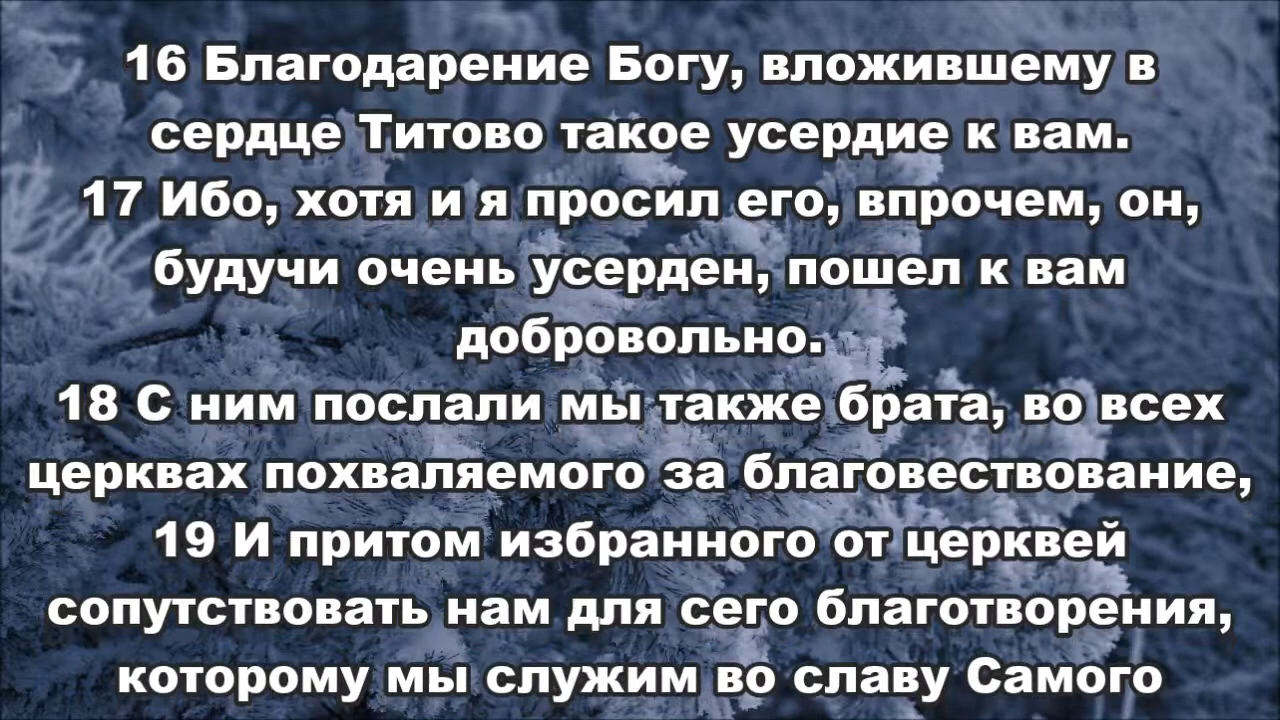 16 Благодарение Богу, вложившему в
сердце Титово такое усердие к вам.
17 Ибо, хотя и я просил его, впрочем, он,
будучи очень усерден, пошел к вам
добровольно.
18 С ним послали мы также брата, во всех
церквах похваляемого за благовествование,
19 И притом избранного от церквей
сопутствовать нам для сего благотворения,
которому мы служим во славу Самого